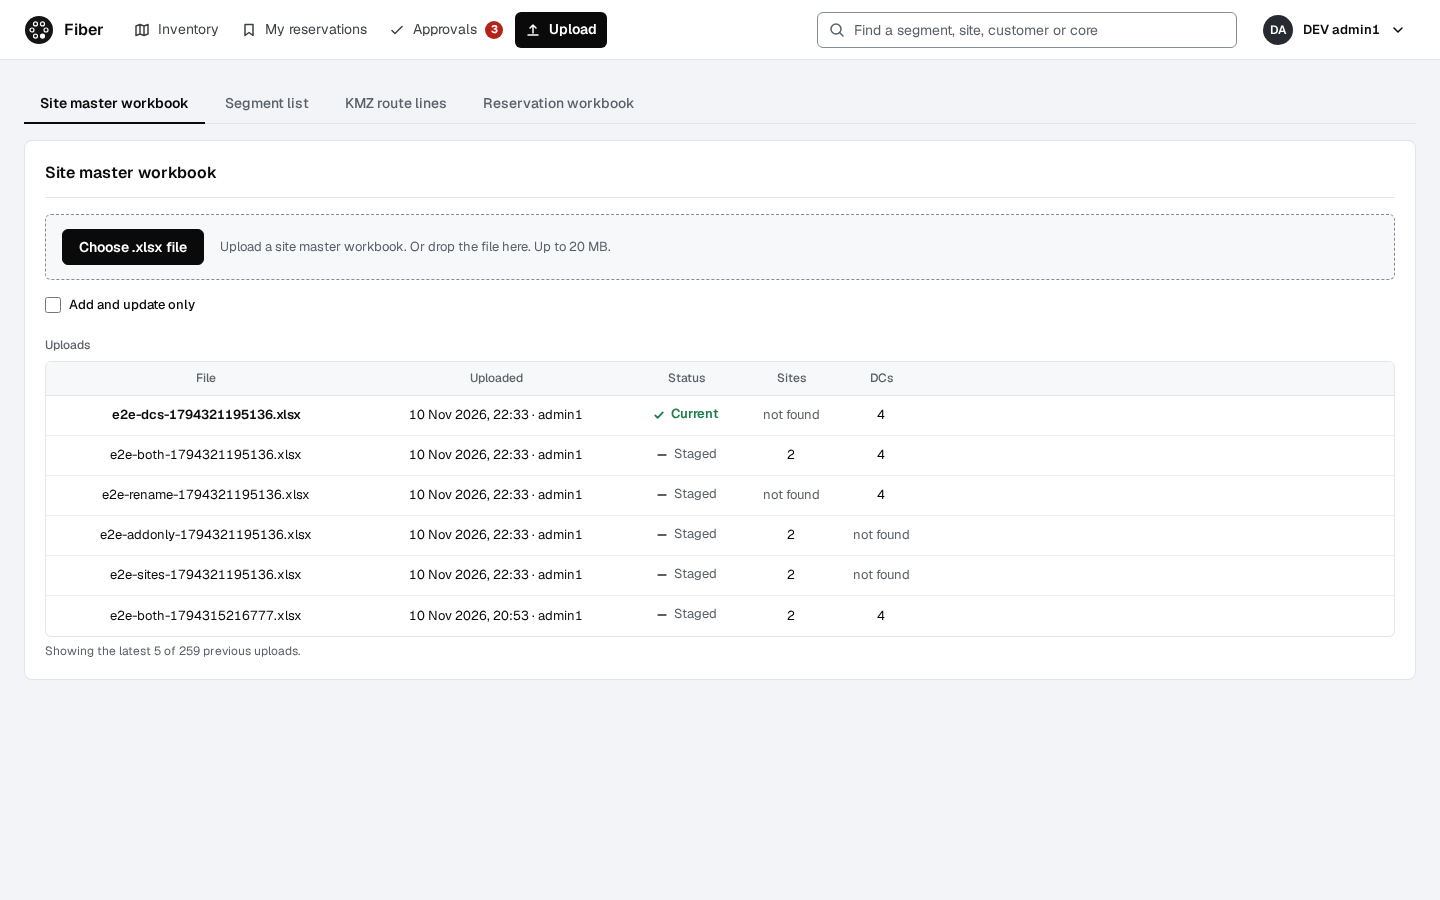 Fiber Inventory My reservations Approvals 3 Upload Find a segment, site, customer or core DA DEV admin1
Site master workbook Segment list KMZ route lines Reservation workbook
Site master workbook
Choose .xlsx file Upload a site master workbook. Or drop the file here. Up to 20 MB.
Add and update only
Uploads
File Uploaded Status Sites DCs
e2e-dcs-1794321195136.xlsx 10 Nov 2026, 22:33 · admin1 Current not found 4
e2e-both-1794321195136.xlsx 10 Nov 2026, 22:33 · admin1 Staged 2 4
e2e-rename-1794321195136.xlsx 10 Nov 2026, 22:33 · admin1 Staged not found 4
e2e-addonly-1794321195136.xlsx 10 Nov 2026, 22:33 · admin1 Staged 2 not found
e2e-sites-1794321195136.xlsx 10 Nov 2026, 22:33 · admin1 Staged 2 not found
e2e-both-1794315216777.xlsx 10 Nov 2026, 20:53 · admin1 Staged 2 4
Showing the latest 5 of 259 previous uploads.